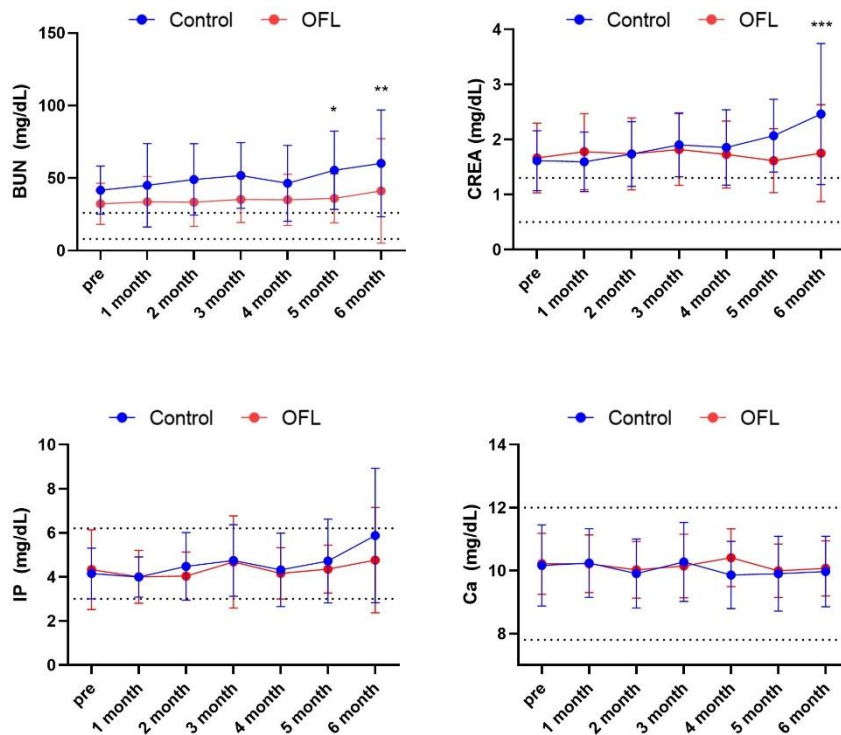 Control OFL
BUN (mg/dL)
150
100
50
0
*
**
pre
1 month
2 month
3 month
4 month
5 month
6 month
Control OFL
CREA (mg/dL)
4
3
2
1
0
***
pre
1 month
2 month
3 month
4 month
5 month
6 month
Control OFL
IP (mg/dL)
10
8
6
4
2
0
pre
1 month
2 month
3 month
4 month
5 month
6 month
Control OFL
Ca (mg/dL)
14
12
10
8
pre
1 month
2 month
3 month
4 month
5 month
6 month